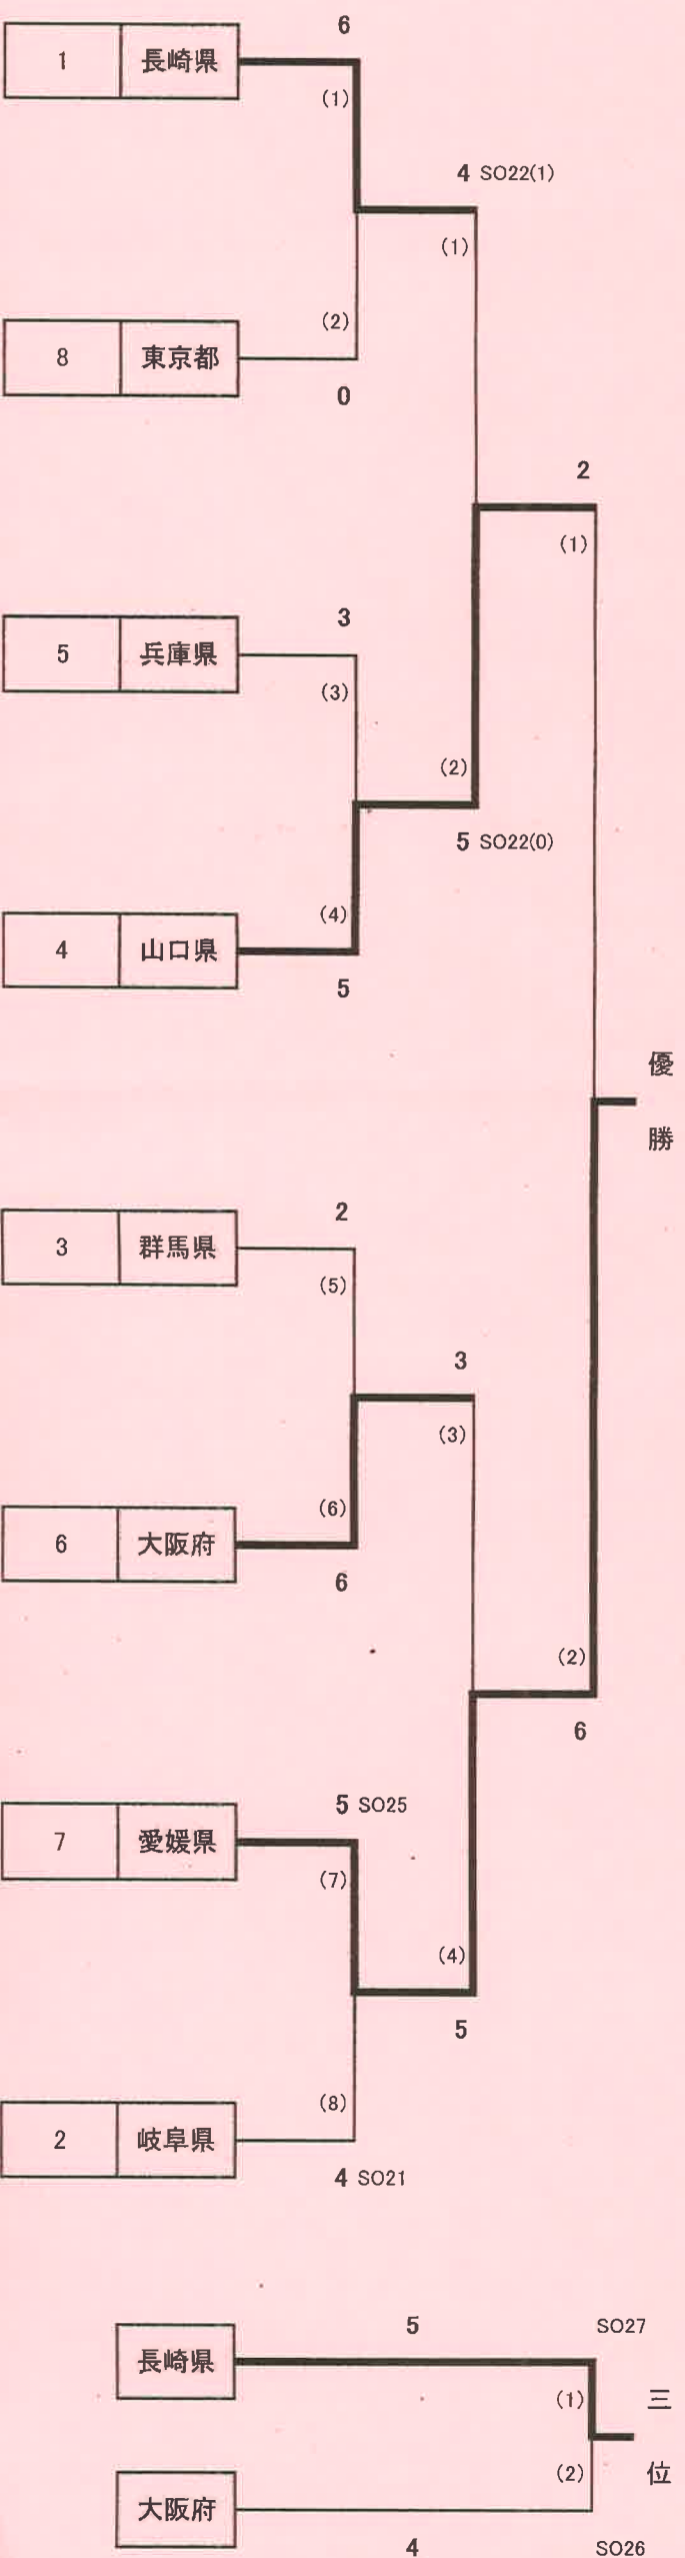 6
1 長崎県
(1)
4 SO22(1)
(1)
(2)
8 東京都
0
2
(1)
3
5 兵庫県
(3)
(2)
5 SO22(0)
(4)
4 山口県
5
優
勝
2
3 群馬県
(5)
3
(3)
(6)
6 大阪府
6
(2)
6
5 SO25
7 愛媛県
(7)
(4)
5
(8)
2 岐阜県
4 SO21
5 SO27
長崎県
(1)
三
(2)
位
大阪府
4 SO26